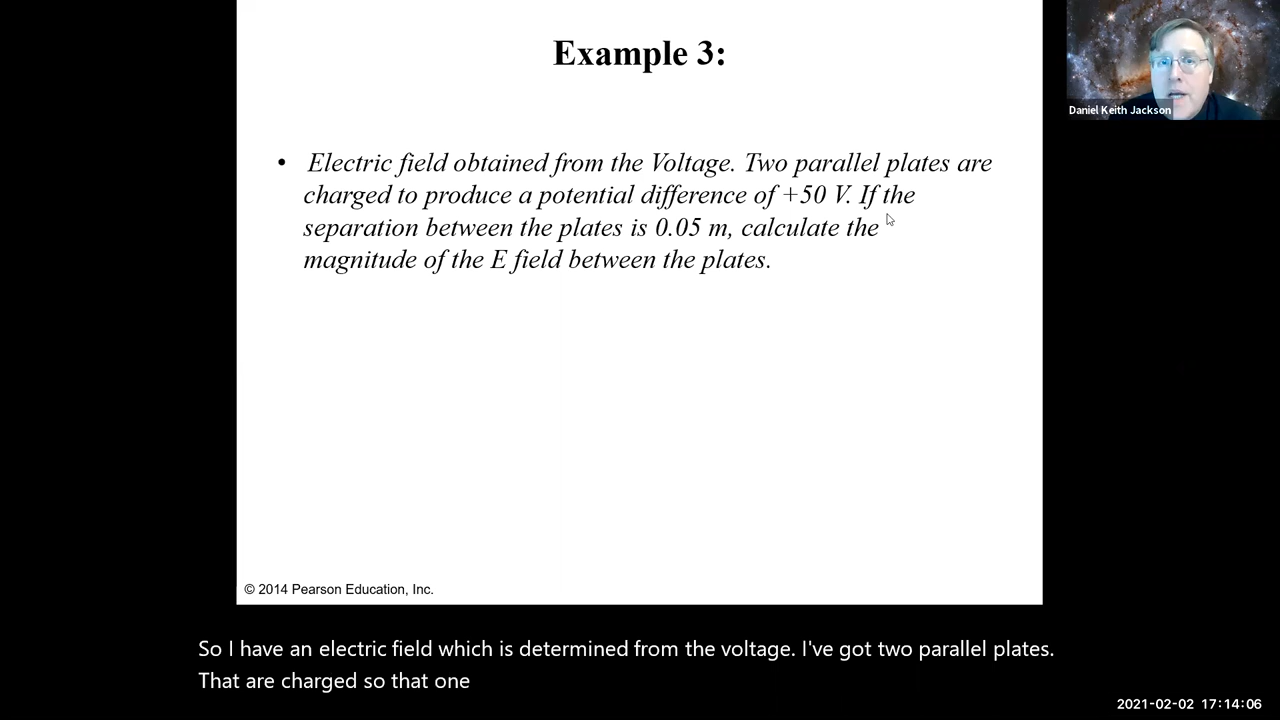 Example 3:
Daniel Keith Jackson
• Electric field obtained from the Voltage. Two parallel plates are
charged to produce a potential difference of +50 V. If the
separation between the plates is 0.05 m, calculate the
magnitude of the E field between the plates.
© 2014 Pearson Education, Inc.
So I have an electric field which is determined from the voltage. I've got two parallel plates.
That are charged so that one
2021-02-02 17:14:06